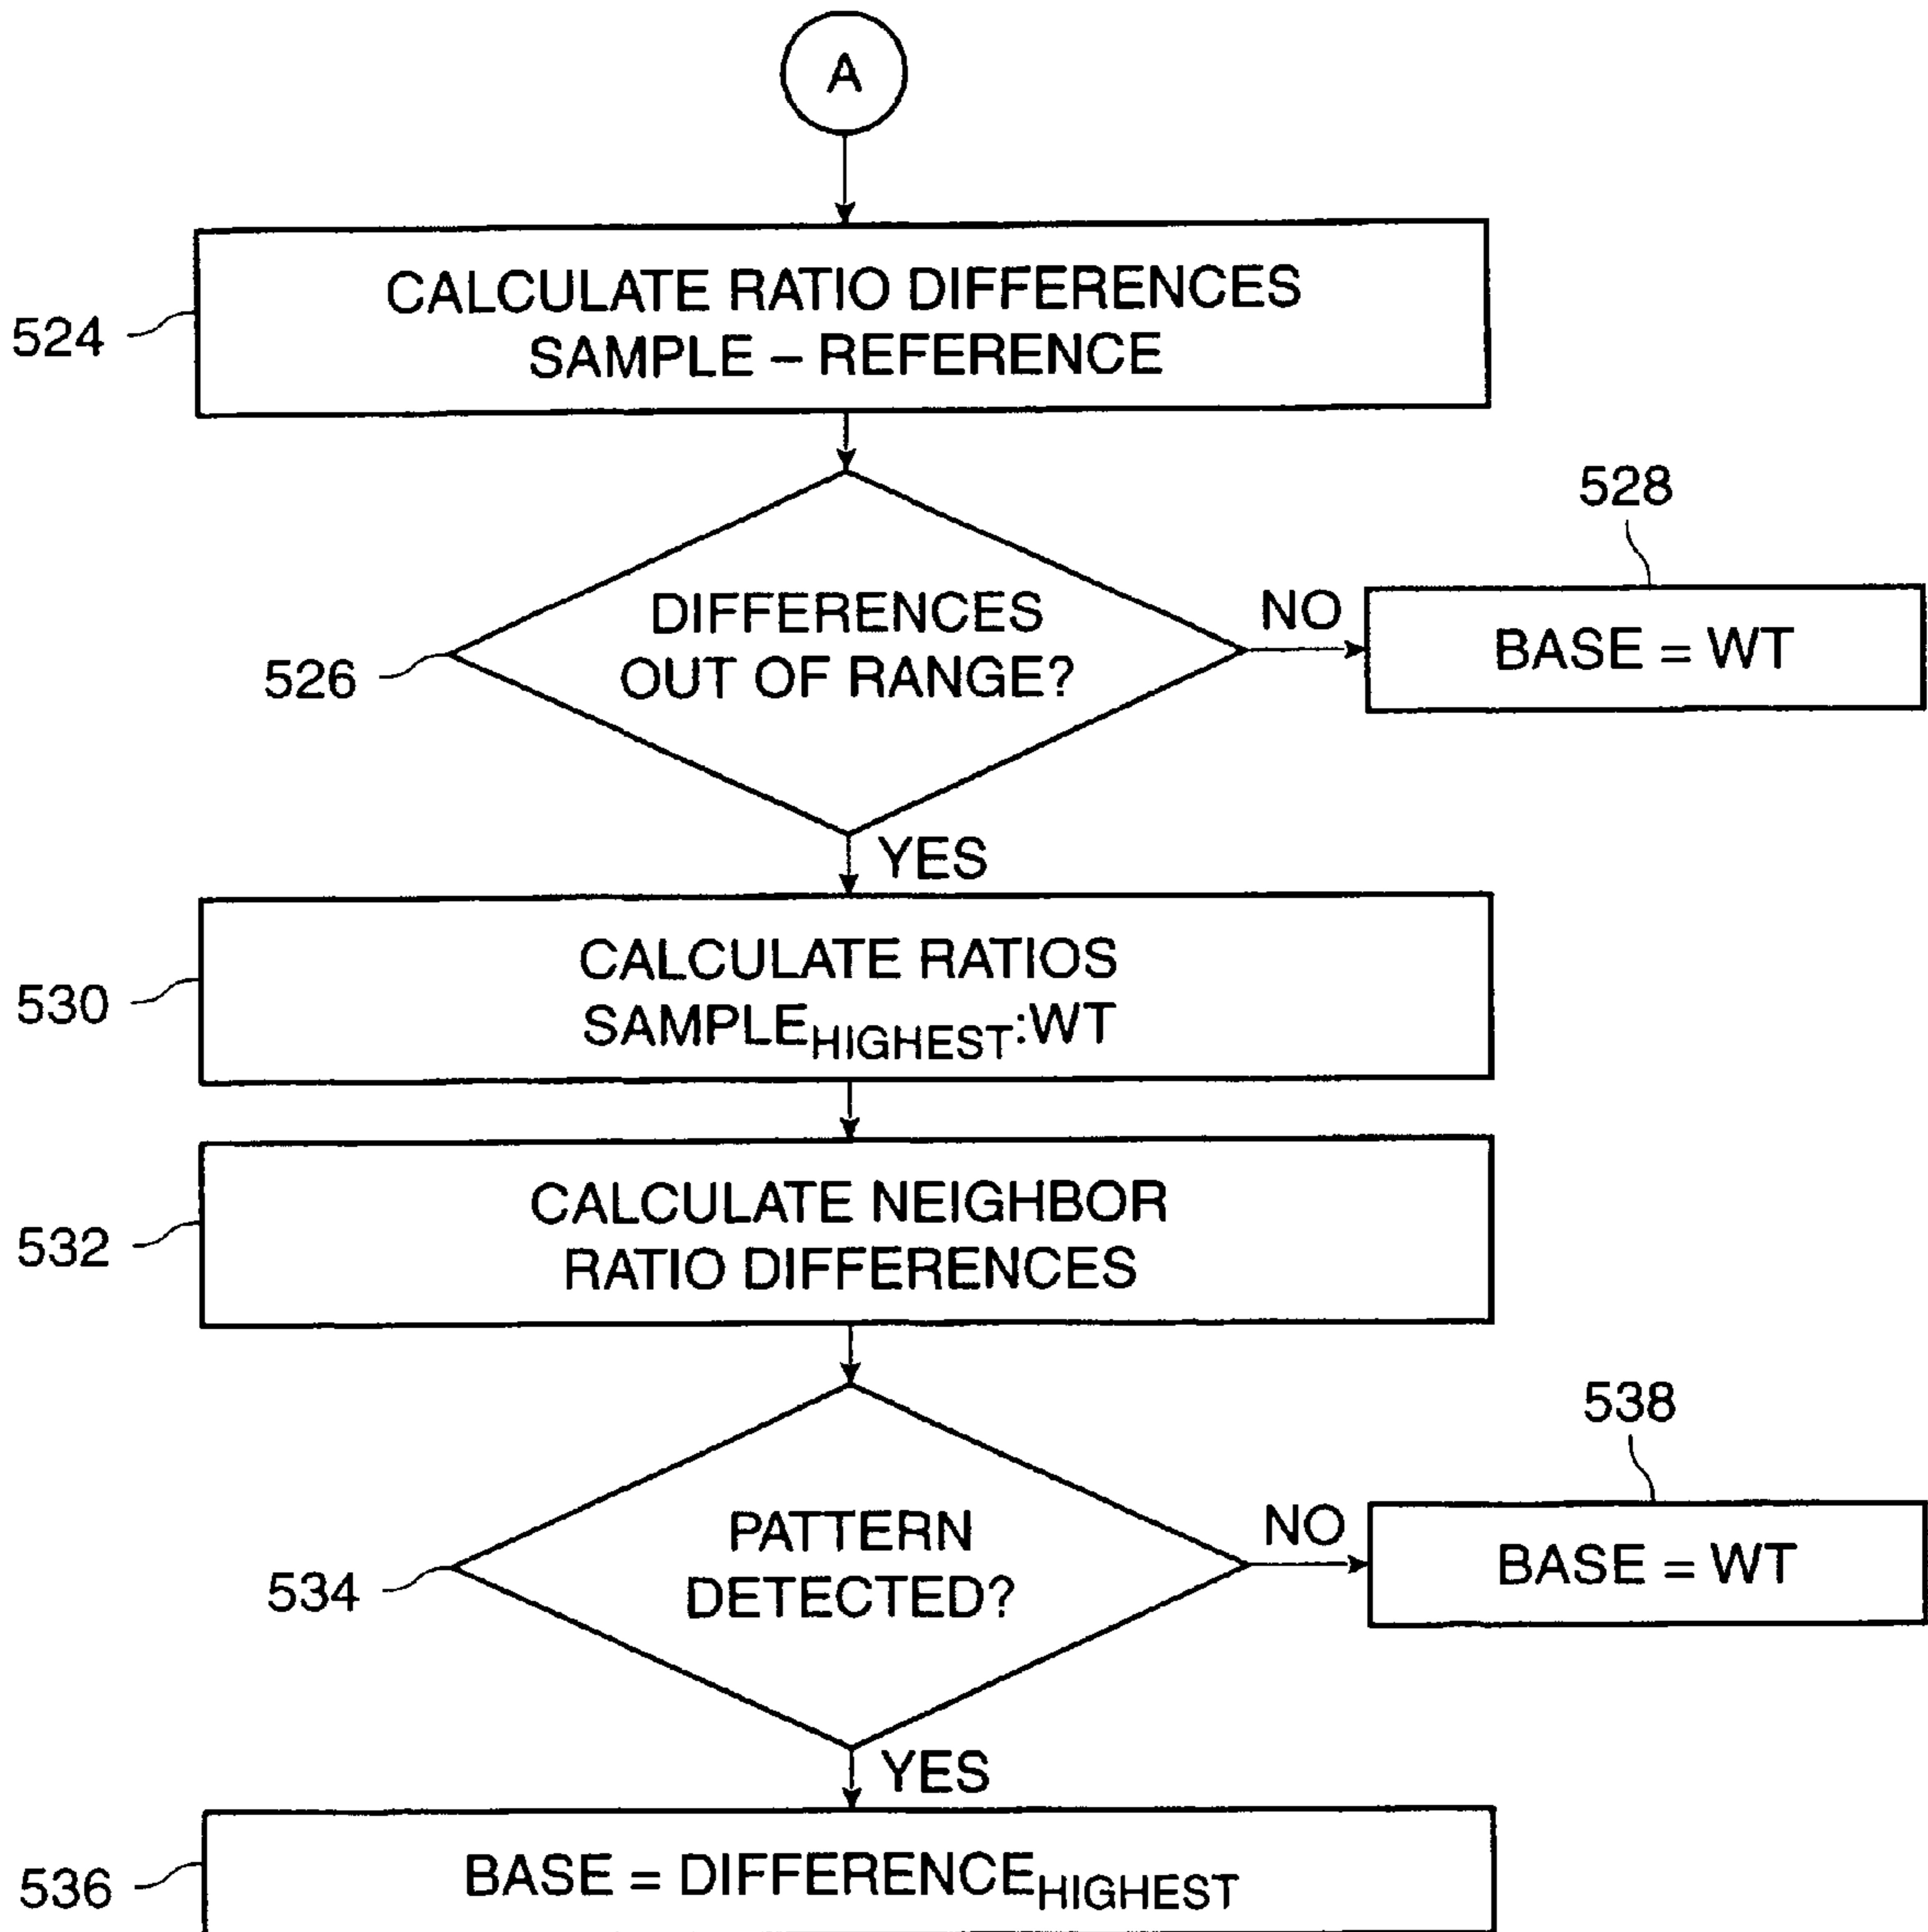 A
CALCULATE RATIO DIFFERENCES
SAMPLE – REFERENCE
524
528
DIFFERENCES
OUT OF RANGE?
526
NO
BASE = WT
YES
CALCULATE RATIOS
SAMPLEHIGHEST:WT
530
CALCULATE NEIGHBOR
RATIO DIFFERENCES
532
538
PATTERN
DETECTED?
534
NO
BASE = WT
YES
BASE = DIFFERENCEHIGHEST
536